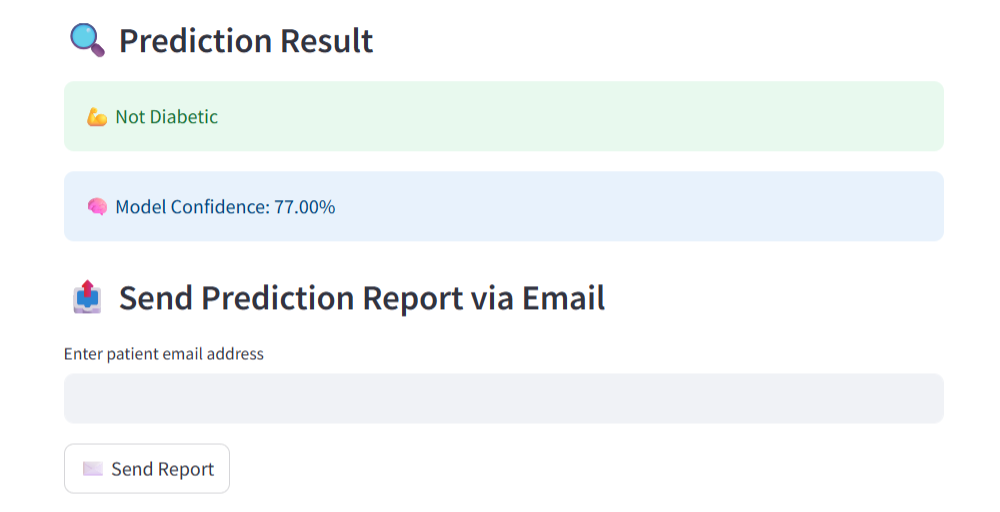 Prediction Result
Not Diabetic
Model Confidence: 77.00%
Send Prediction Report via Email
Enter patient email address
Send Report